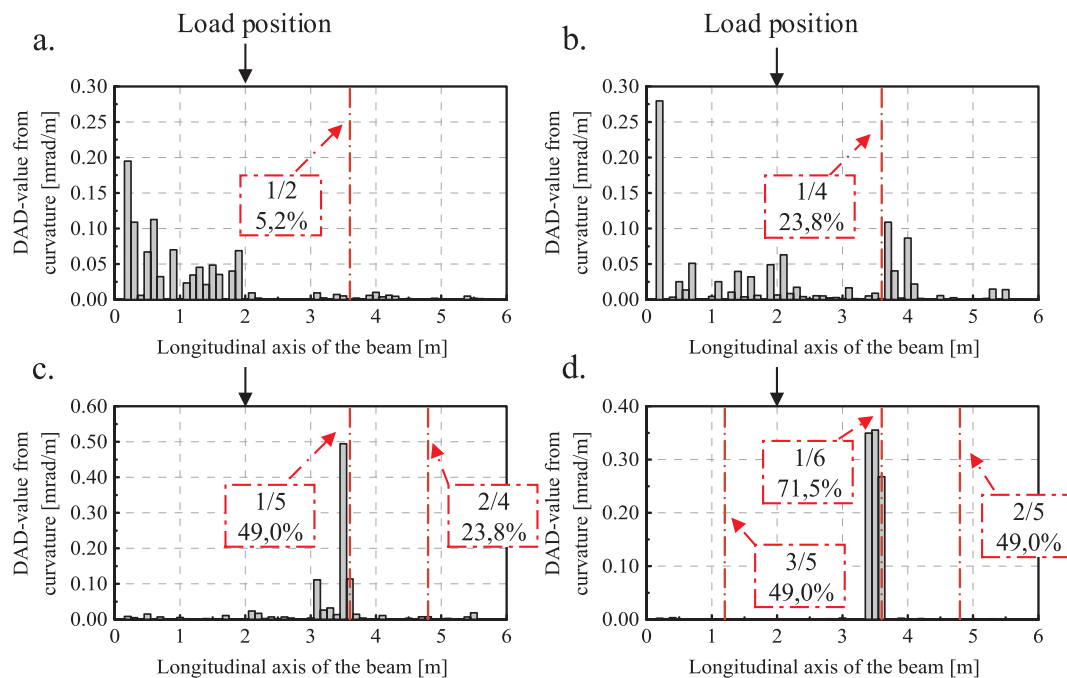 a.
Load position
DAD-value from
curvature [mrad/m]
0.30
0.25
0.20
0.15
0.10
0.05
0.00
1/2
5,2%
0 1 2 3 4 5 6
Longitudinal axis of the beam [m]
b.
Load position
DAD-value from
curvature [mrad/m]
0.30
0.25
0.20
0.15
0.10
0.05
0.00
1/4
23,8%
0 1 2 3 4 5 6
Longitudinal axis of the beam [m]
c.
DAD-value from
curvature [mrad/m]
0.60
0.50
0.40
0.30
0.20
0.10
0.00
1/5
49,0%
2/4
23,8%
0 1 2 3 4 5 6
Longitudinal axis of the beam [m]
d.
DAD-value from
curvature [mrad/m]
0.40
0.30
0.20
0.10
0.00
1/6
71,5%
2/5
49,0%
3/5
49,0%
0 1 2 3 4 5 6
Longitudinal axis of the beam [m]